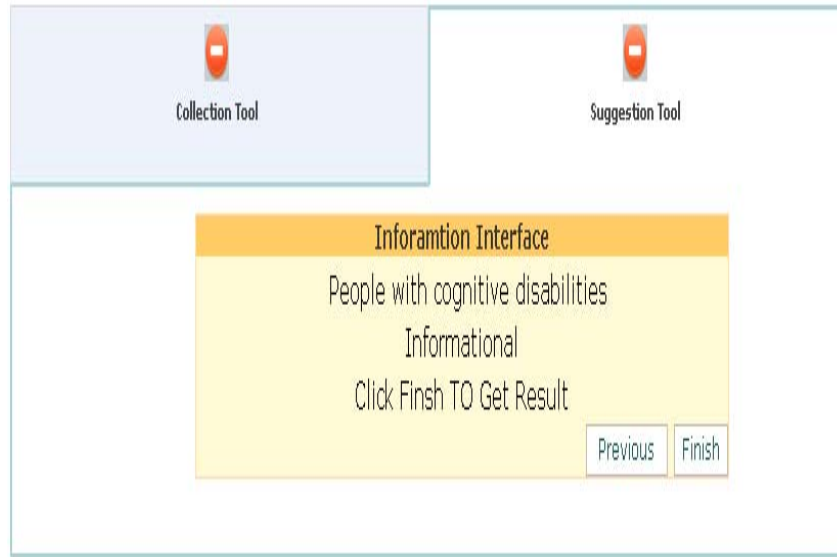 Collection Tool
Suggestion Tool
Inforamtion Interface
People with cognitive disabilities
Informational
Click Finsh TO Get Result
Previous
Finish